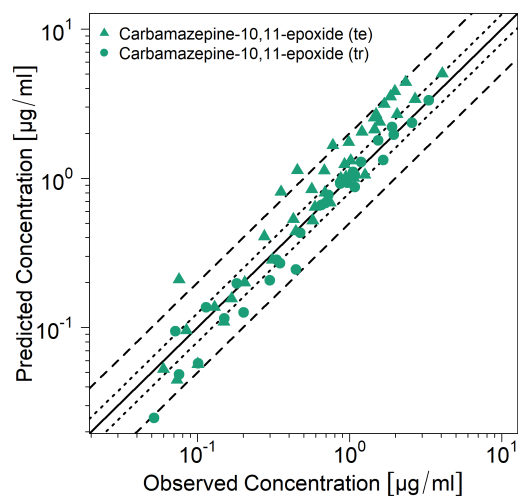 10¹
Carbamazepine-10,11-epoxide (te)
Carbamazepine-10,11-epoxide (tr)
Predicted Concentration [µg/ml]
10⁰
10⁻¹
10⁻¹ 10⁰ 10¹
Observed Concentration [µg/ml]